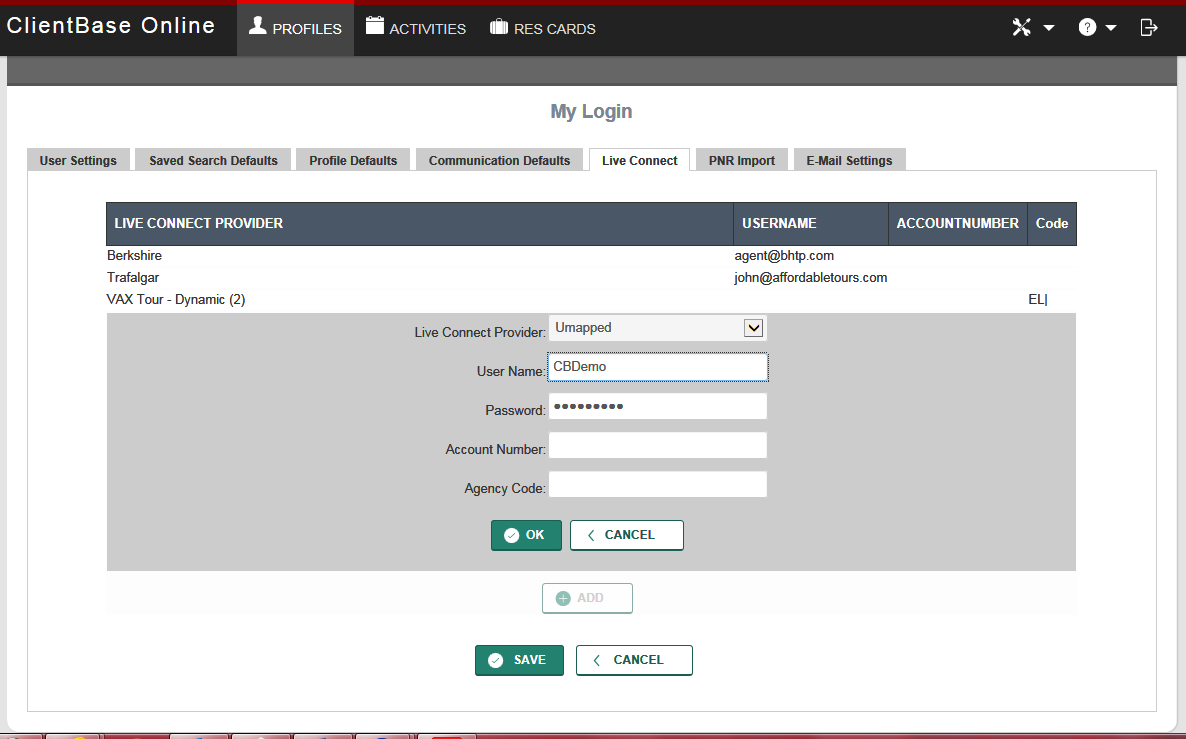 ClientBase Online PROFILES ACTIVITIES RES CARDS
My Login
User Settings Saved Search Defaults Profile Defaults Communication Defaults Live Connect PNR Import E-Mail Settings
LIVE CONNECT PROVIDER USERNAME ACCOUNTNUMBER Code
Berkshire agent@bhtp.com
Trafalgar john@affordabletours.com
VAX Tour - Dynamic (2) EL|
Live Connect Provider: Umapped
User Name: CBDemo
Password: •••••••••
Account Number:
Agency Code:
OK CANCEL
ADD
SAVE CANCEL